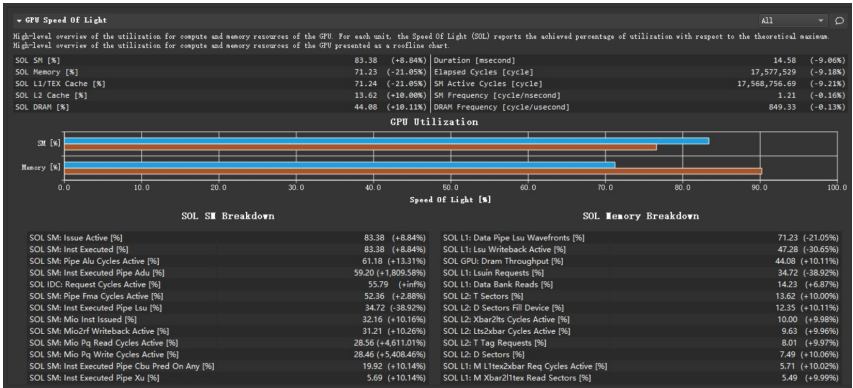 GPU Speed Of Light
All
High-level overview of the utilization for compute and memory resources of the GPU. For each unit, the Speed Of Light (SOL) reports the achieved percentage of utilization with respect to the theoretical maximum.
High-level overview of the utilization for compute and memory resources of the GPU presented as a roofline chart.
SOL SM [%] 83.38 (+8.84%) Duration [msecond] 14.58 (-9.06%)
SOL Memory [%] 71.23 (-21.05%) Elapsed Cycles [cycle] 17,577,529 (-9.18%)
SOL L1/TEX Cache [%] 71.24 (-21.05%) SM Active Cycles [cycle] 17,568,756.69 (-9.21%)
SOL L2 Cache [%] 13.62 (+10.00%) SM Frequency [cycle/nsecond] 1.21 (-0.16%)
SOL DRAM [%] 44.08 (+10.11%) DRAM Frequency [cycle/usecond] 849.33 (-0.13%)
GPU Utilization
SM [%]
Memory [%]
0.0 10.0 20.0 30.0 40.0 50.0 60.0 70.0 80.0 90.0 100.0
Speed Of Light [%]
SOL SM Breakdown
SOL SM: Issue Active [%] 83.38 (+8.84%)
SOL SM: Inst Executed [%] 83.38 (+8.84%)
SOL SM: Pipe Alu Cycles Active [%] 61.18 (+13.31%)
SOL SM: Inst Executed Pipe Adu [%] 59.20 (+1,809.58%)
SOL IDC: Request Cycles Active [%] 55.79 (+inf%)
SOL SM: Pipe Fma Cycles Active [%] 52.36 (+2.88%)
SOL SM: Inst Executed Pipe Lsu [%] 34.72 (-38.92%)
SOL SM: Mio Inst Issued [%] 32.16 (+10.16%)
SOL SM: Mio2rf Writeback Active [%] 31.21 (+10.26%)
SOL SM: Mio Pq Read Cycles Active [%] 28.56 (+4,611.01%)
SOL SM: Mio Pq Write Cycles Active [%] 28.46 (+5,408.46%)
SOL SM: Inst Executed Pipe Cbu Pred On Any [%] 19.92 (+10.14%)
SOL SM: Inst Executed Pipe Xu [%] 5.69 (+10.14%)
SOL Memory Breakdown
SOL L1: Data Pipe Lsu Wavefronts [%] 71.23 (-21.05%)
SOL L1: Lsu Writeback Active [%] 47.28 (-30.65%)
SOL GPU: Dram Throughput [%] 44.08 (+10.11%)
SOL L1: Lsuin Requests [%] 34.72 (-38.92%)
SOL L1: Data Bank Reads [%] 14.23 (+6.87%)
SOL L2: T Sectors [%] 13.62 (+10.00%)
SOL L2: D Sectors Fill Device [%] 12.35 (+10.11%)
SOL L2: Xbar2lts Cycles Active [%] 10.00 (+9.98%)
SOL L2: Lts2xbar Cycles Active [%] 9.63 (+9.96%)
SOL L2: T Tag Requests [%] 8.01 (+9.97%)
SOL L2: D Sectors [%] 7.49 (+10.06%)
SOL L1: M L1tex2xbar Req Cycles Active [%] 5.71 (+10.02%)
SOL L1: M Xbar2l1tex Read Sectors [%] 5.49 (+9.99%)